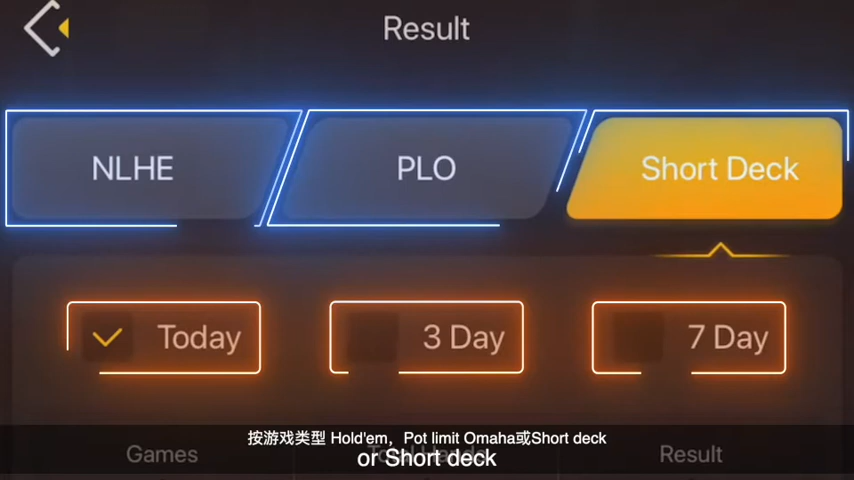 Result
NLHE
PLO
Short Deck
Today
3 Day
7 Day
按游戏类型 Hold'em，Pot limit Omaha或Short deck
or Short deck
Games
Result